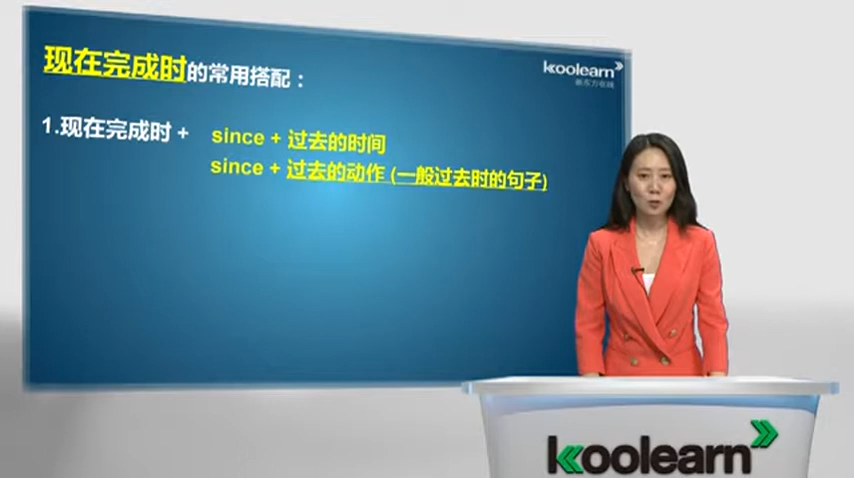 现在完成时的常用搭配：
koolearn
新东方在线
1.现在完成时 + since + 过去的时间
since + 过去的动作 (一般过去时的句子)
koolearn